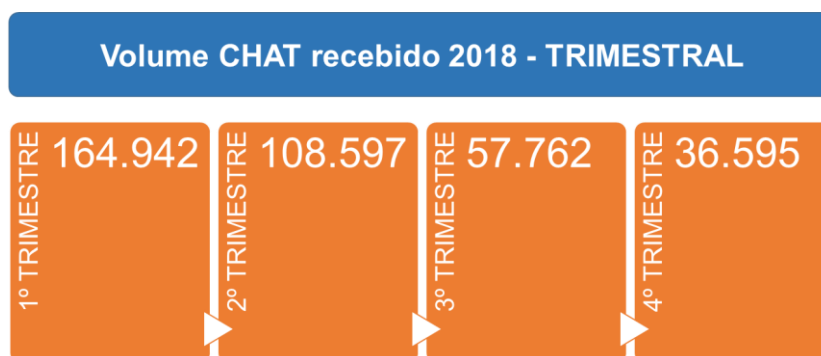 Volume CHAT recebido 2018 - TRIMESTRAL
1º TRIMESTRE
164.942
2º TRIMESTRE
108.597
3º TRIMESTRE
57.762
4º TRIMESTRE
36.595